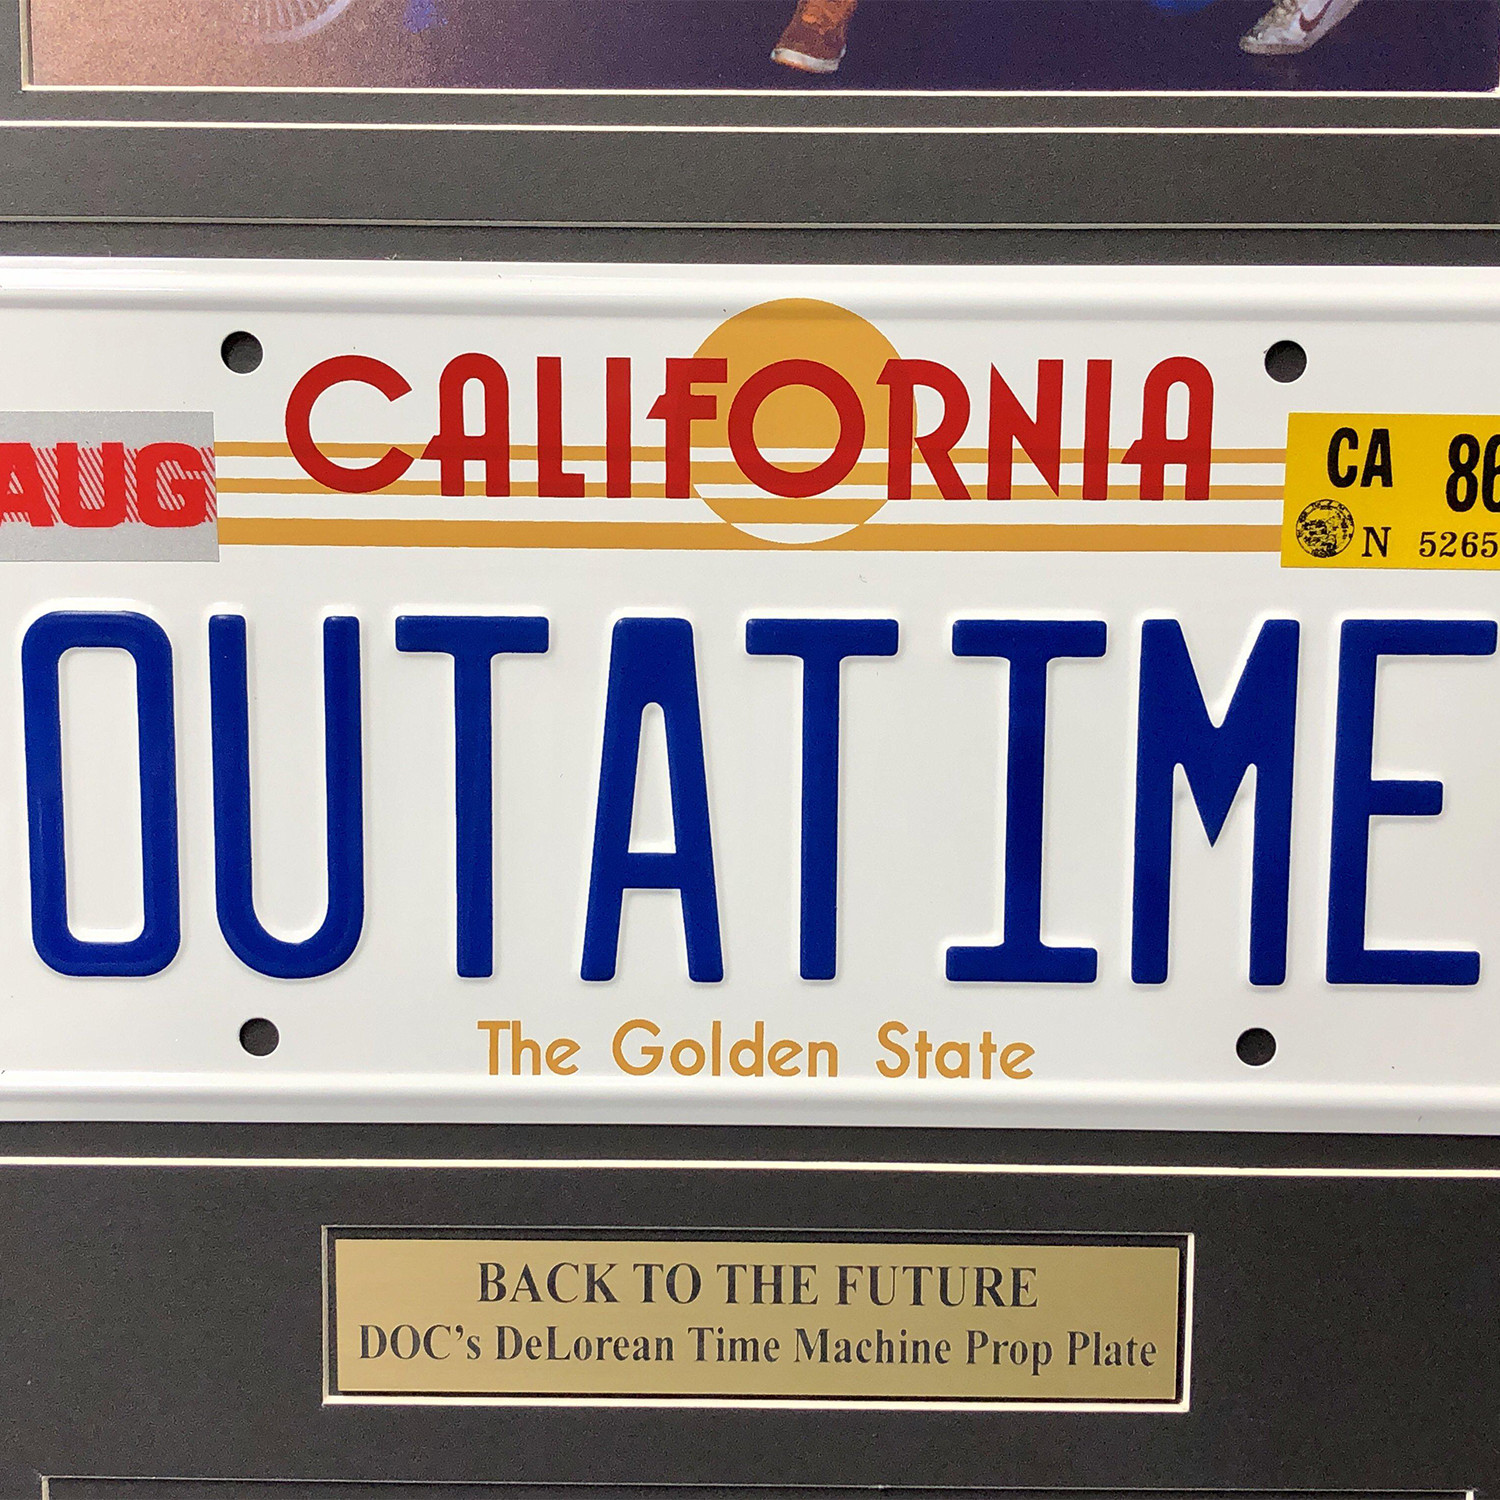 CALIFORNIA
AUG
CA 86
N 5265
OUTATIME
The Golden State
BACK TO THE FUTURE
DOC's DeLorean Time Machine Prop Plate